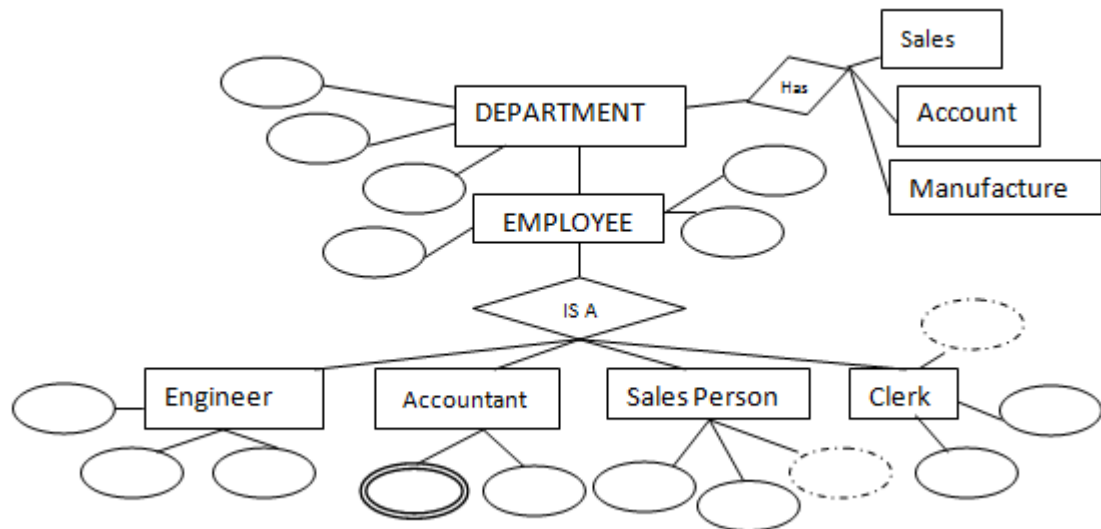 Sales
Has
DEPARTMENT
Account
Manufacture
EMPLOYEE
IS A
Engineer
Accountant
Sales Person
Clerk